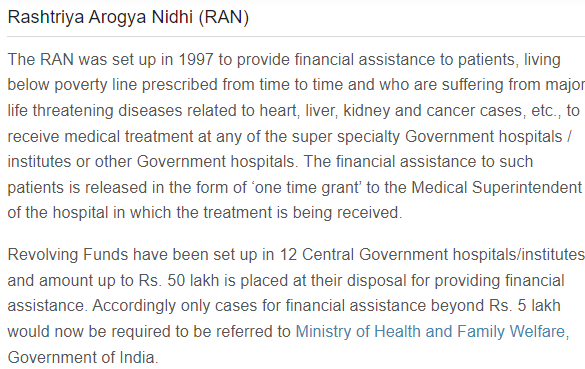 Rashtriya Arogya Nidhi (RAN)
The RAN was set up in 1997 to provide financial assistance to patients, living
below poverty line prescribed from time to time and who are suffering from major
life threatening diseases related to heart, liver, kidney and cancer cases, etc., to
receive medical treatment at any of the super specialty Government hospitals /
institutes or other Government hospitals. The financial assistance to such
patients is released in the form of ‘one time grant’ to the Medical Superintendent
of the hospital in which the treatment is being received.
Revolving Funds have been set up in 12 Central Government hospitals/institutes
and amount up to Rs. 50 lakh is placed at their disposal for providing financial
assistance. Accordingly only cases for financial assistance beyond Rs. 5 lakh
would now be required to be referred to Ministry of Health and Family Welfare,
Government of India.